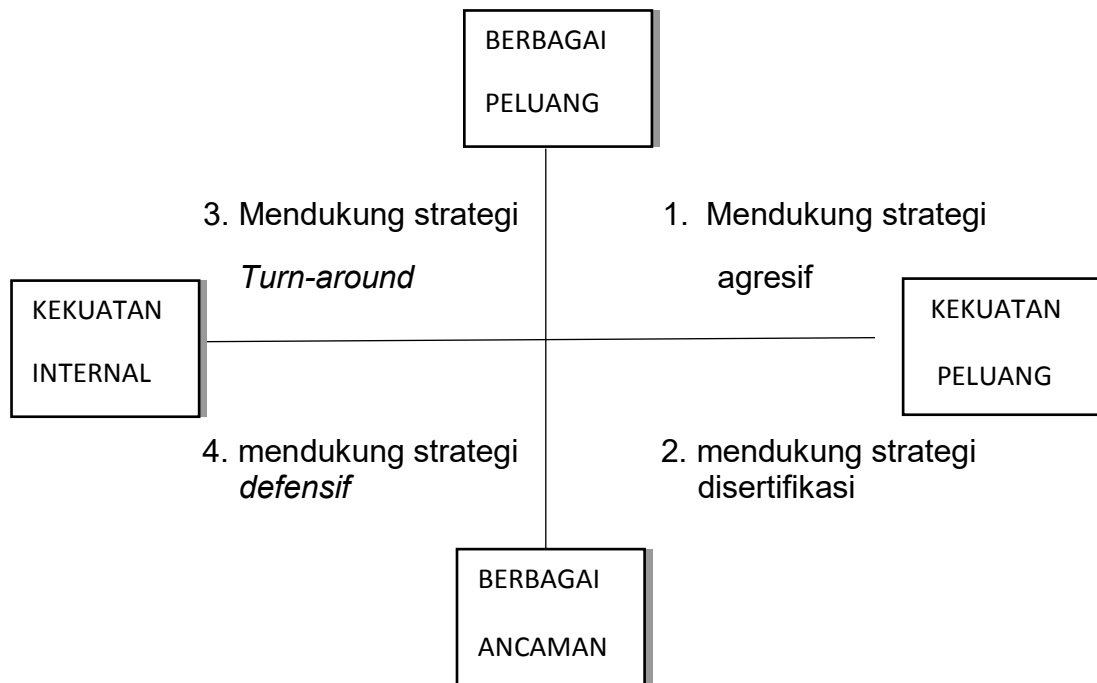 BERBAGAI
PELUANG
3. Mendukung strategi
Turn-around
1. Mendukung strategi
agresif
KEKUATAN
INTERNAL
KEKUATAN
PELUANG
4. mendukung strategi
defensif
2. mendukung strategi
disertifikasi
BERBAGAI
ANCAMAN